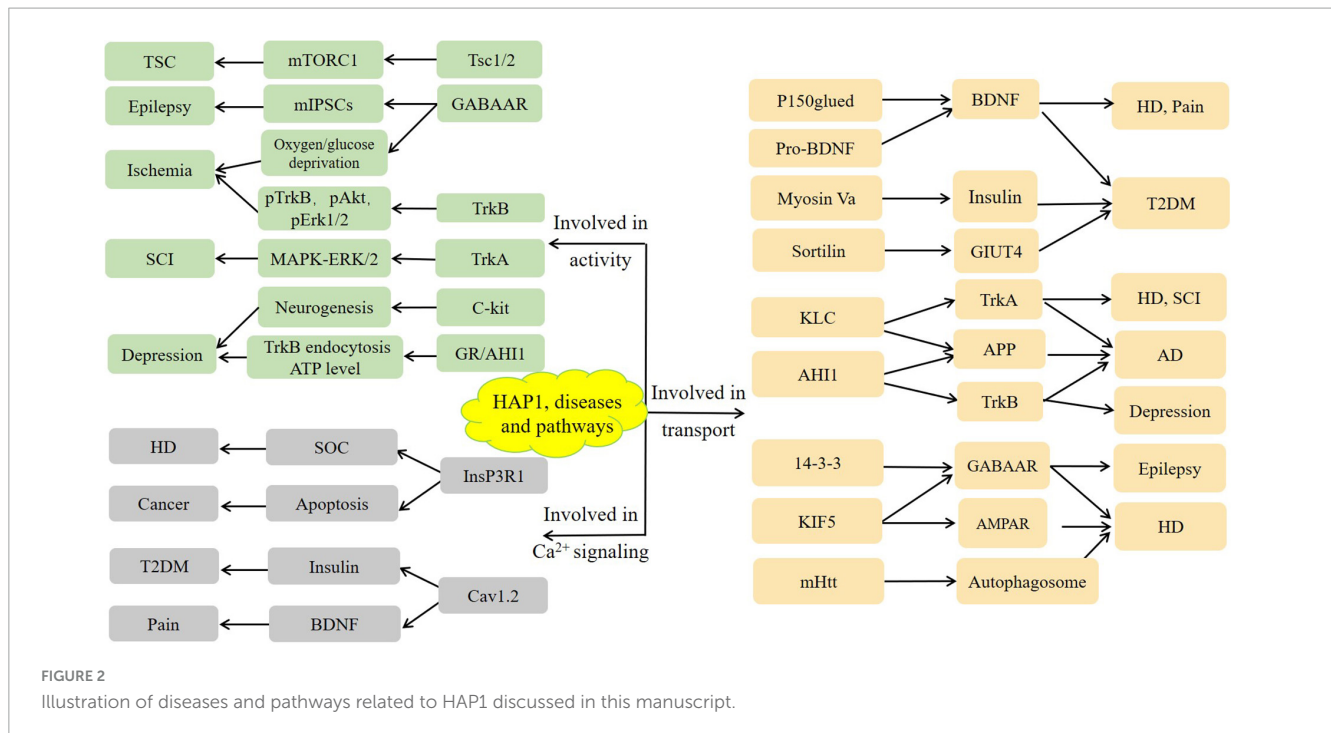 TSC
mTORC1
Tsc1/2
Epilepsy
mIPSCs
GABAAR
Ischemia
Oxygen/glucose
deprivation
pTrkB, pAkt,
pErk1/2
TrkB
SCI
MAPK-ERK/2
TrkA
Neurogenesis
C-kit
Depression
TrkB endocytosis
ATP level
GR/AHI1
Involved in
activity
HAP1, diseases
and pathways
Involved in
transport
HD
SOC
InsP3R1
Cancer
Apoptosis
Involved in
Ca²⁺ signaling
T2DM
Insulin
Cav1.2
Pain
BDNF
P150glued
BDNF
HD, Pain
Pro-BDNF
Myosin Va
Insulin
T2DM
Sortilin
GIUT4
KLC
TrkA
HD, SCI
APP
AD
AHI1
TrkB
Depression
14-3-3
GABAAR
Epilepsy
KIF5
AMPAR
HD
mHtt
Autophagosome
FIGURE 2
Illustration of diseases and pathways related to HAP1 discussed in this manuscript.